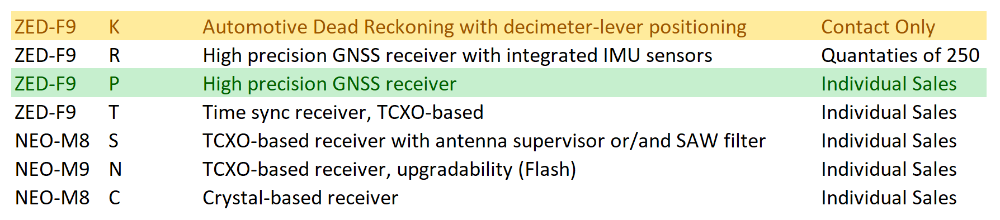 ZED-F9 K Automotive Dead Reckoning with decimeter-lever positioning Contact Only
ZED-F9 R High precision GNSS receiver with integrated IMU sensors Quantaties of 250
ZED-F9 P High precision GNSS receiver Individual Sales
ZED-F9 T Time sync receiver, TCXO-based Individual Sales
NEO-M8 S TCXO-based receiver with antenna supervisor or/and SAW filter Individual Sales
NEO-M9 N TCXO-based receiver, upgradability (Flash) Individual Sales
NEO-M8 C Crystal-based receiver Individual Sales